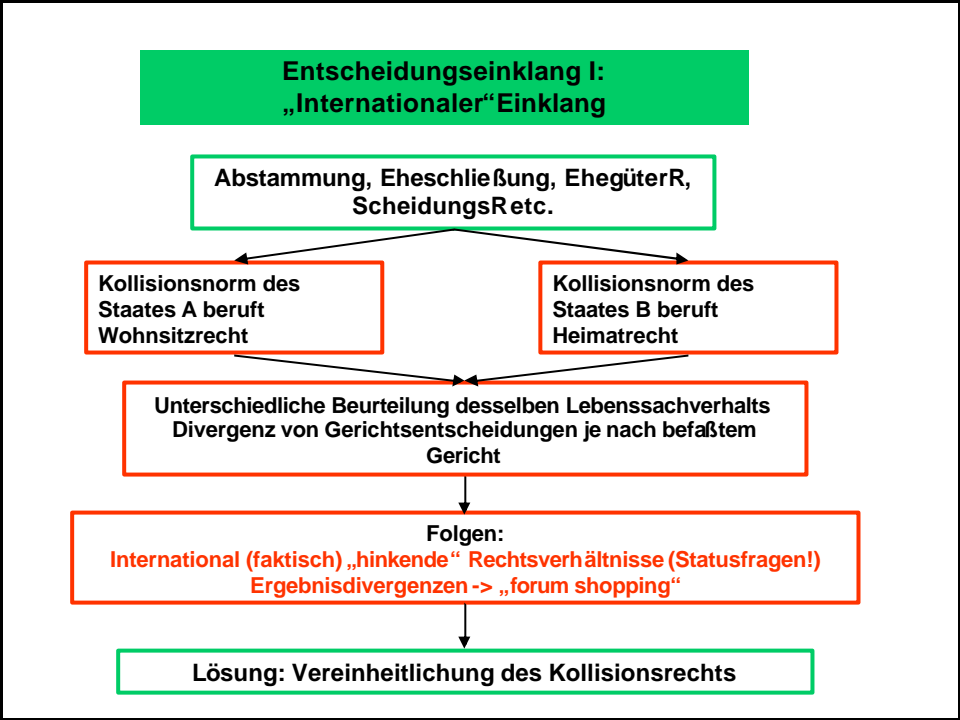 Entscheidungseinklang I:
„Internationaler“Einklang
Abstammung, Eheschließung, EhegüterR,
ScheidungsR etc.
Kollisionsnorm des
Staates A beruft
Wohnsitzrecht
Kollisionsnorm des
Staates B beruft
Heimatrecht
Unterschiedliche Beurteilung desselben Lebenssachverhalts
Divergenz von Gerichtsentscheidungen je nach befaßtem
Gericht
Folgen:
International (faktisch) „hinkende“ Rechtsverhältnisse (Statusfragen!)
Ergebnisdivergenzen -> „forum shopping“
Lösung: Vereinheitlichung des Kollisionsrechts